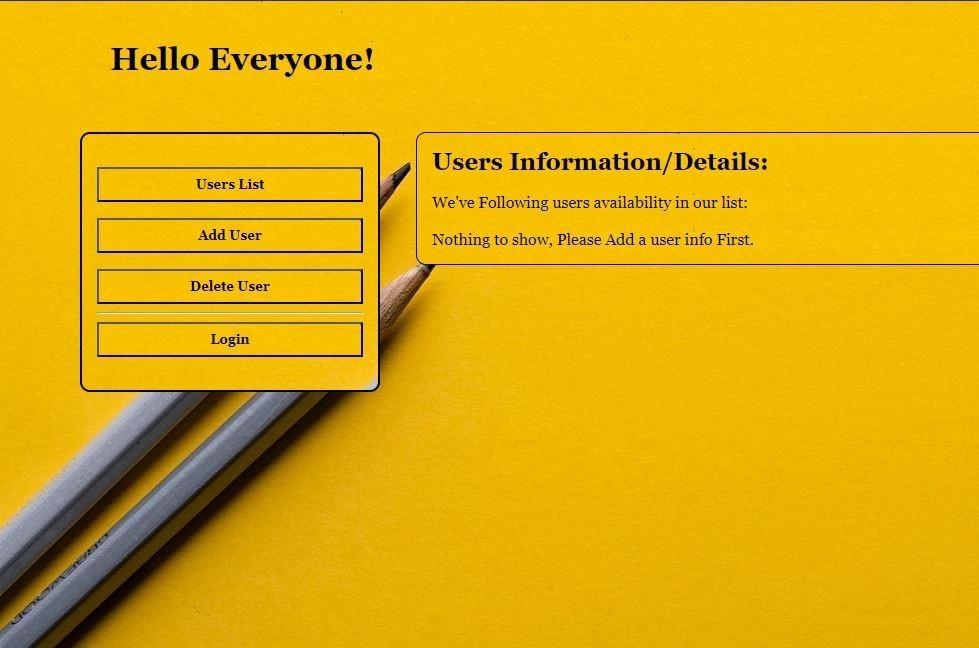 Hello Everyone!
Users List
Add User
Delete User
Login
Users Information/Details:
We've Following users availability in our list:
Nothing to show, Please Add a user info First.